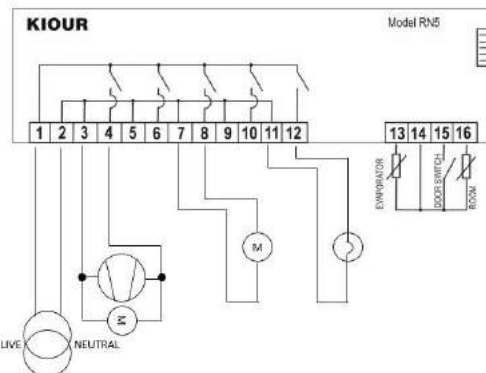 KIOUR
Model RN5
1 2 3 4 5 6 7 8 9 10 11 12
13 14 15 16
EVAPORATOR
DOOR SWITCH
ROOM
M
M
LIVE
NEUTRAL